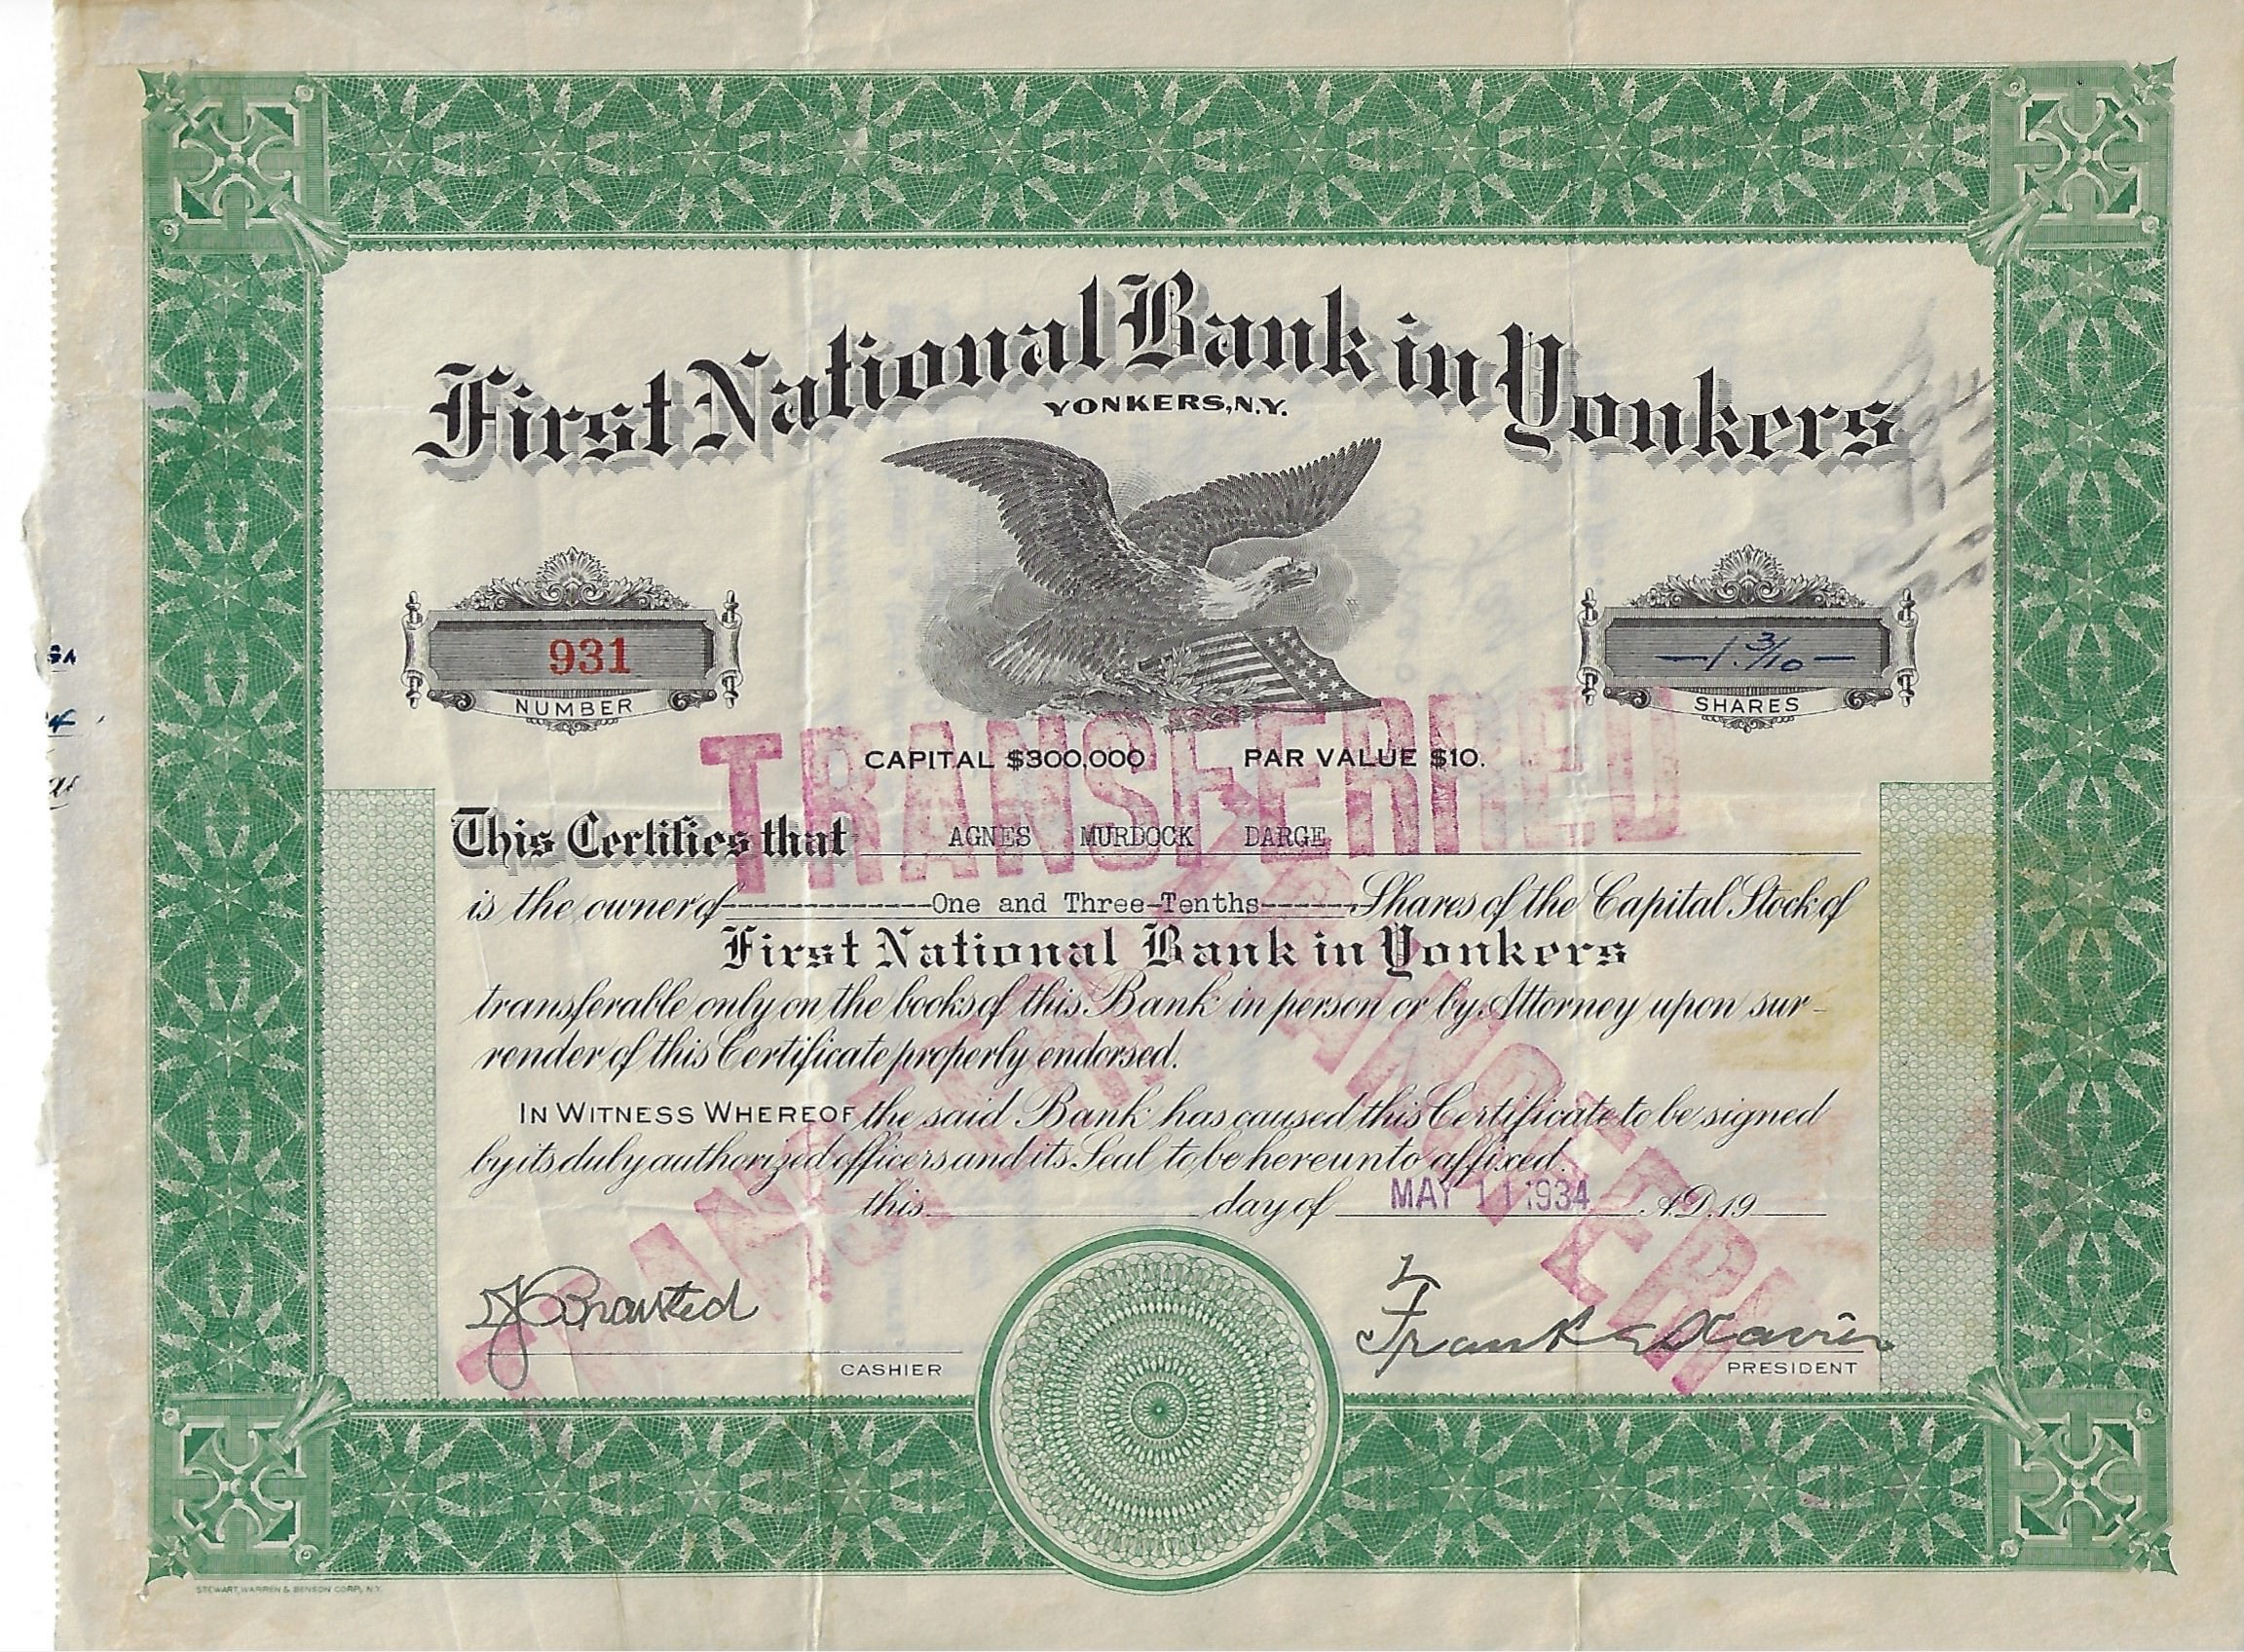 First National Bank in Yonkers
YONKERS, N.Y.
931
NUMBER
1. 3/10
SHARES
TRANSFERRED
CAPITAL $300,000 PAR VALUE $10.
This Certifies that AGNES MURDOCK DARGE
is the owner of ------------One and Three-Tenths------ Shares of the Capital Stock of
First National Bank in Yonkers
transferable only on the books of this Bank in person or by Attorney upon sur-
render of this Certificate properly endorsed.
IN WITNESS WHEREOF the said Bank has caused this Certificate to be signed
by its duly authorized officers and its Seal to be hereunto affixed.
this day of MAY 11 1934 A.D. 19
Frank Xavier
CASHIER
PRESIDENT
STEWART, WARREN & BENSON CORP., N.Y.